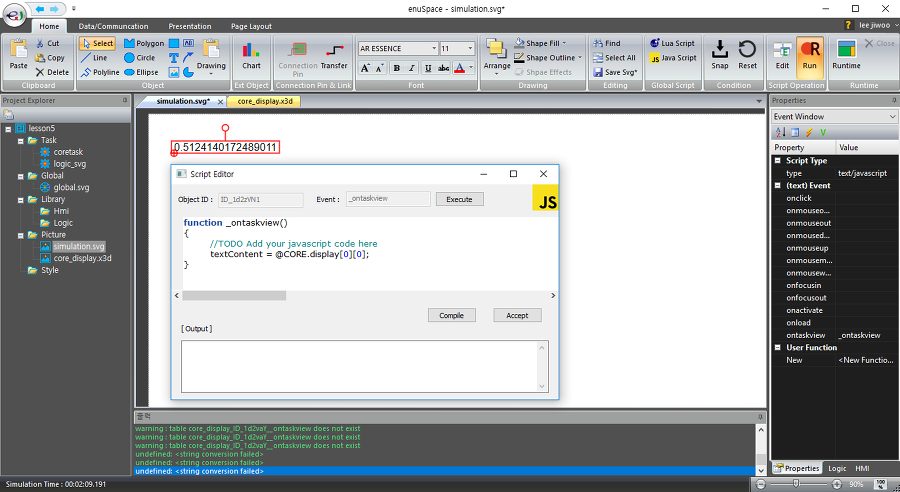 enuSpace - simulation.svg*
Home Data/Communcation Presentation Page Layout
? lee jiwoo
Paste Cut Copy Delete
Clipboard
Select Polygon
Line Circle
Polyline Ellipse
Drawing
Object
Chart
Ext Object
Connection Pin Transfer
Connection Pin & Link
AR ESSENCE 11
A A B I U abc A
Font
Arrange
Shape Fill
Shape Outline
Shpae Effects
Drawing
Find
Select All
Save Svg*
Editing
Lua Script
Java Script
Global Script
Snap Reset
Condition
Edit Run
Script Operation
Runtime Close
Runtime
Project Explorer
lesson5
Task
coretask
logic_svg
Global
global.svg
Library
Hmi
Logic
Picture
simulation.svg
core_display.x3d
Style
simulation.svg* core_display.x3d
0.5124140172489011
Script Editor
Object ID : ID_1d2zVN1 Event : _ontaskview Execute JS
function _ontaskview()
{
//TODO Add your javascript code here
textContent = @CORE.display[0][0];
}
Compile Accept
[ Output ]
출력
warning : table core_display_ID_1d2vaY__ontaskview does not exist
warning : table core_display_ID_1d2vaY__ontaskview does not exist
warning : table core_display_ID_1d2vaY__ontaskview does not exist
undefined: <string conversion failed>
undefined: <string conversion failed>
undefined: <string conversion failed>
Properties
Event Window
Property Value
Script Type
type text/javascript
(text) Event
onclick
onmouseo...
onmouseout
onmoused...
onmouseup
onmousem...
onmousew...
onfocusin
onfocusout
onactivate
onload
ontaskview _ontaskview
User Function
New <New Functio...
Properties Logic HMI
Simulation Time : 00:02:09.191
90% 100 %